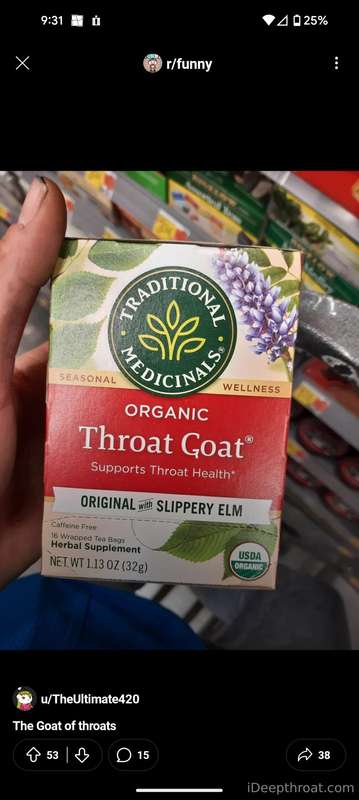 9:31
25%
r/funny
TRADITIONAL
MEDICINALS®
SEASONAL
WELLNESS
ORGANIC
Throat Goat®
Supports Throat Health*
ORIGINAL with SLIPPERY ELM
Caffeine Free
16 Wrapped Tea Bags
Herbal Supplement
NET WT 1.13 OZ (32g)
USDA
ORGANIC
u/TheUltimate420
The Goat of throats
53
15
38
iDeepthroat.com